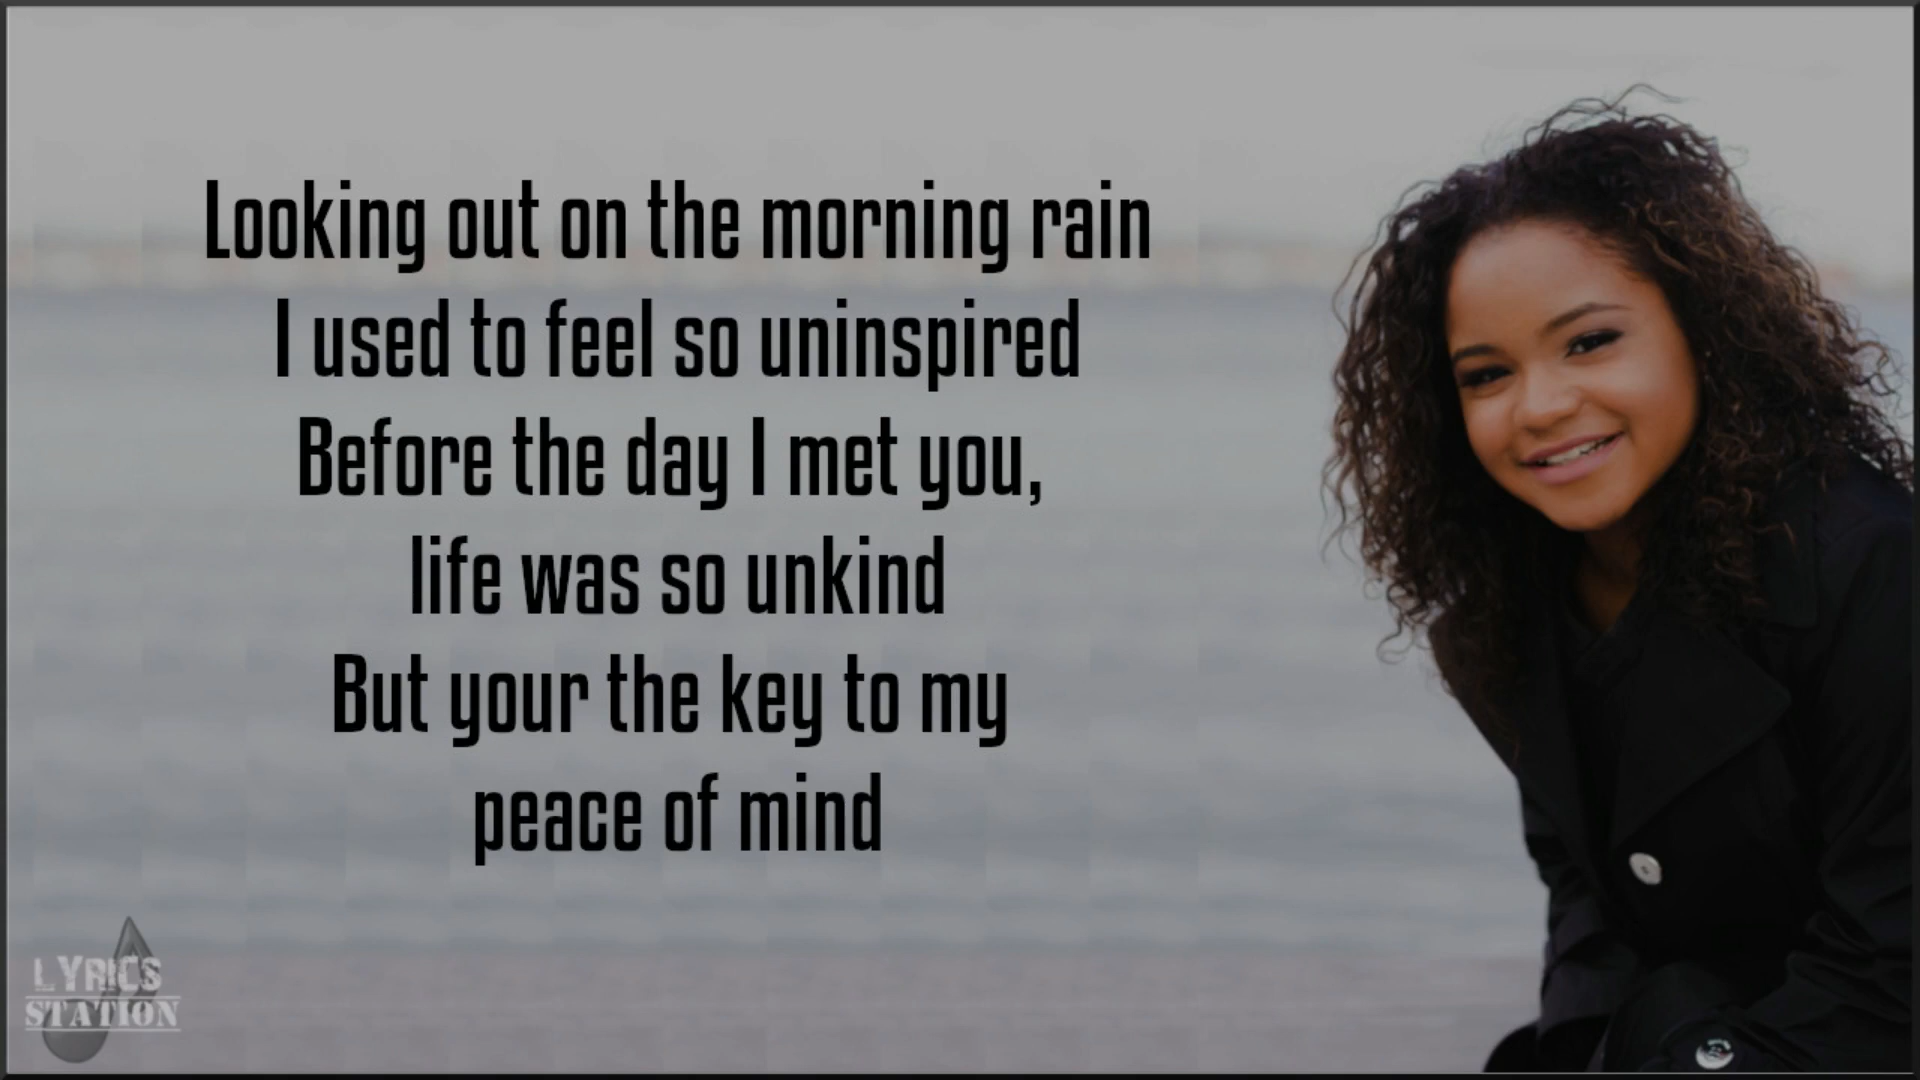 Looking out on the morning rain
I used to feel so uninspired
Before the day I met you,
life was so unkind
But your the key to my
peace of mind
LYRICS
STATION